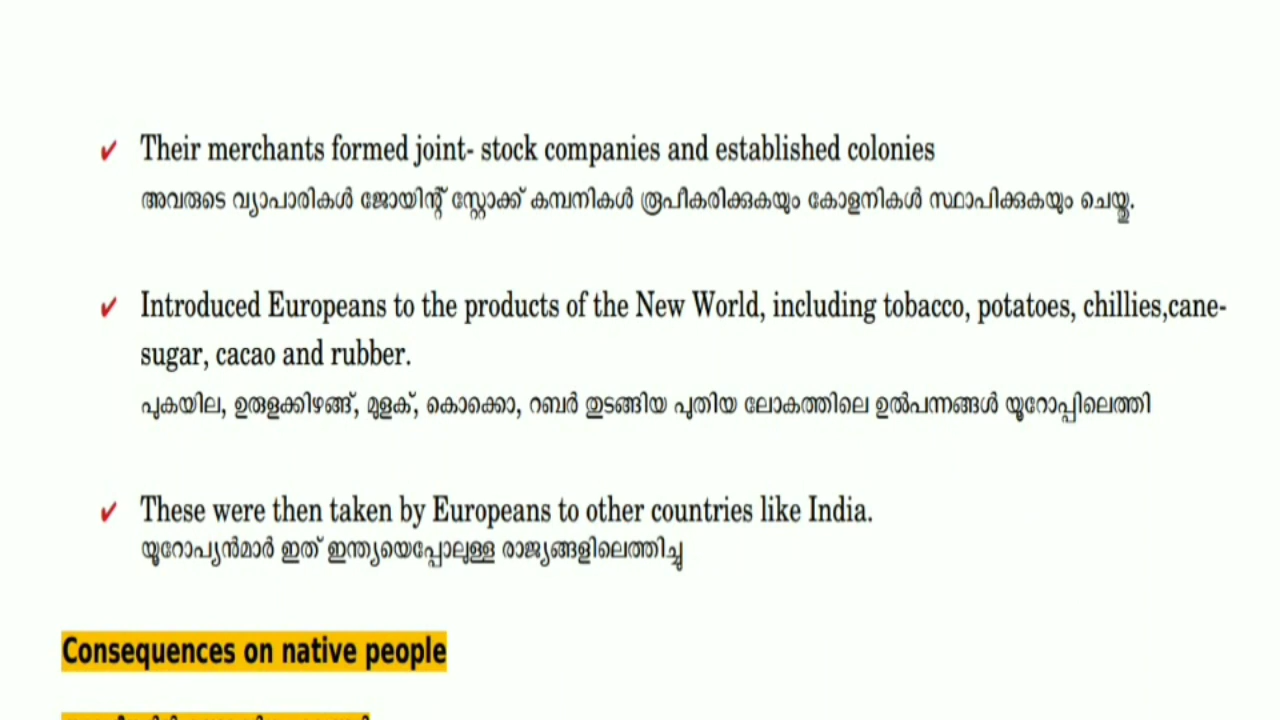 ✔ Their merchants formed joint- stock companies and established colonies
അവരുടെ വ്യാപാരികൾ ജോയിന്റ് സ്റ്റോക്ക് കമ്പനികൾ രൂപീകരിക്കുകയും കോളനികൾ സ്ഥാപിക്കുകയും ചെയ്തു.
✔ Introduced Europeans to the products of the New World, including tobacco, potatoes, chillies,cane-
sugar, cacao and rubber.
പുകയില, ഉരുളക്കിഴങ്ങ്, മുളക്, കൊക്കൊ, റബർ തുടങ്ങിയ പുതിയ ലോകത്തിലെ ഉൽപന്നങ്ങൾ യൂറോപ്പിലെത്തി
✔ These were then taken by Europeans to other countries like India.
യൂറോപ്യൻമാർ ഇത് ഇന്ത്യയെപ്പോലുള്ള രാജ്യങ്ങളിലെത്തിച്ചു
Consequences on native people